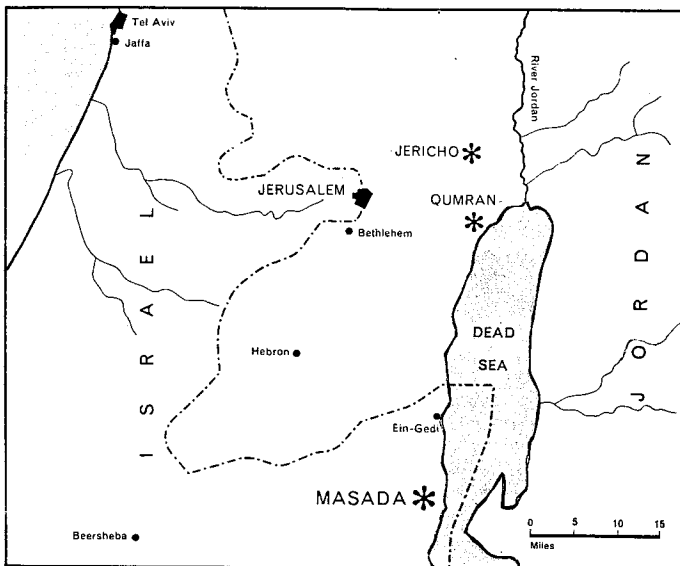 Tel Aviv
Jaffa
River Jordan
JERICHO
JERUSALEM
QUMRAN
Bethlehem
ISRAEL
JORDAN
DEAD
SEA
Hebron
Ein-Gedi
MASADA
Beersheba
0 5 10 15
Miles